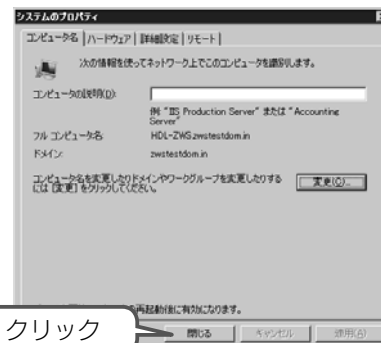 システムのプロパティ
コンピュータ名 ハードウェア 詳細設定 リモート
次の情報を使ってネットワーク上でこのコンピュータを識別します。
コンピュータの説明(D):
例: "IIS Production Server" または "Accounting
Server"
フル コンピュータ名: HDL-ZWS.zwstestdom.in
ドメイン: zwstestdom.in
コンピュータ名を変更したりドメインやワークグループを変更したりする
には [変更] をクリックしてください。
変更(C)...
再起動後に有効になります。
クリック
閉じる キャンセル 適用(A)